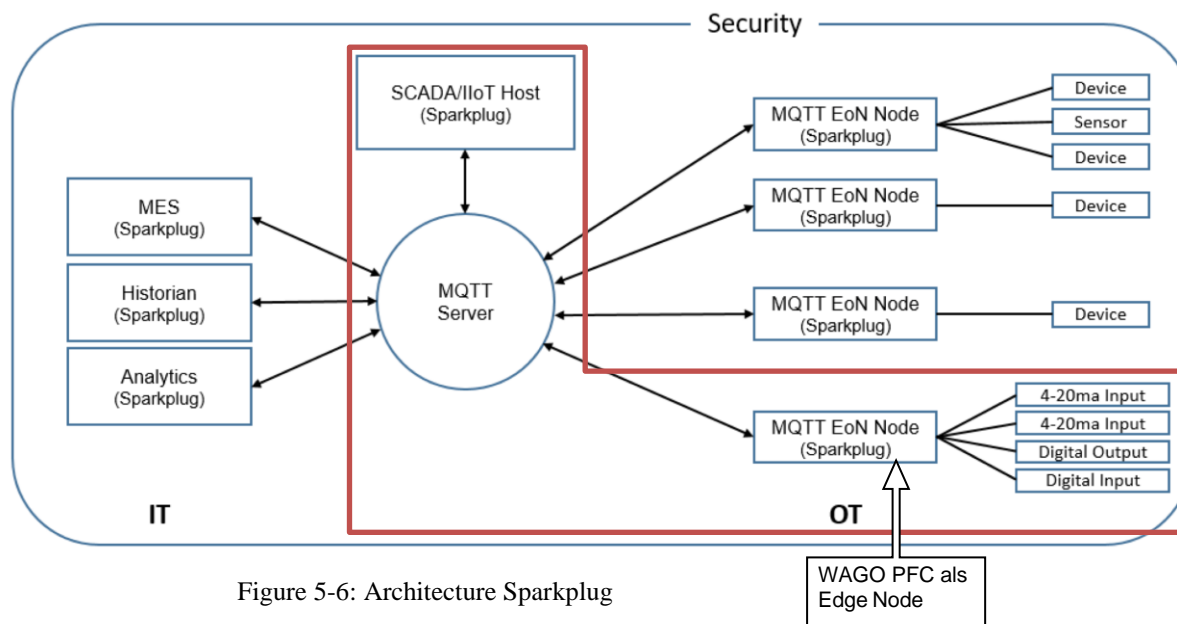 Security
SCADA/IIoT Host
(Sparkplug)
MES
(Sparkplug)
Historian
(Sparkplug)
Analytics
(Sparkplug)
MQTT
Server
MQTT EoN Node
(Sparkplug)
Device
Sensor
Device
MQTT EoN Node
(Sparkplug)
Device
MQTT EoN Node
(Sparkplug)
Device
MQTT EoN Node
(Sparkplug)
4-20ma Input
4-20ma Input
Digital Output
Digital Input
IT
OT
WAGO PFC als
Edge Node
Figure 5-6: Architecture Sparkplug